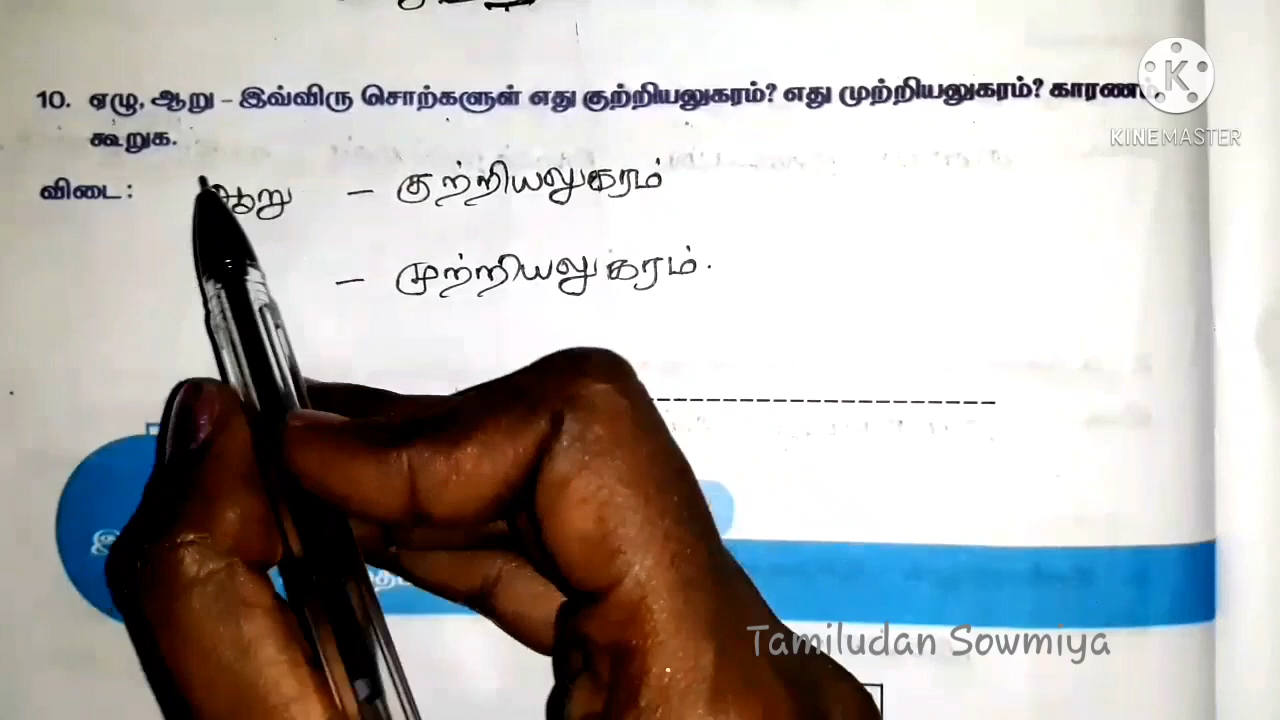 10. ஏழு, ஆறு – இவ்விரு சொற்களுள் எது குற்றியலுகரம்? எது முற்றியலுகரம்? காரணம்
கூறுக.
விடை: ஆறு – குற்றியலுகரம்
– முற்றியலுகரம்.
KINEMASTER
Tamiludan Sowmiya